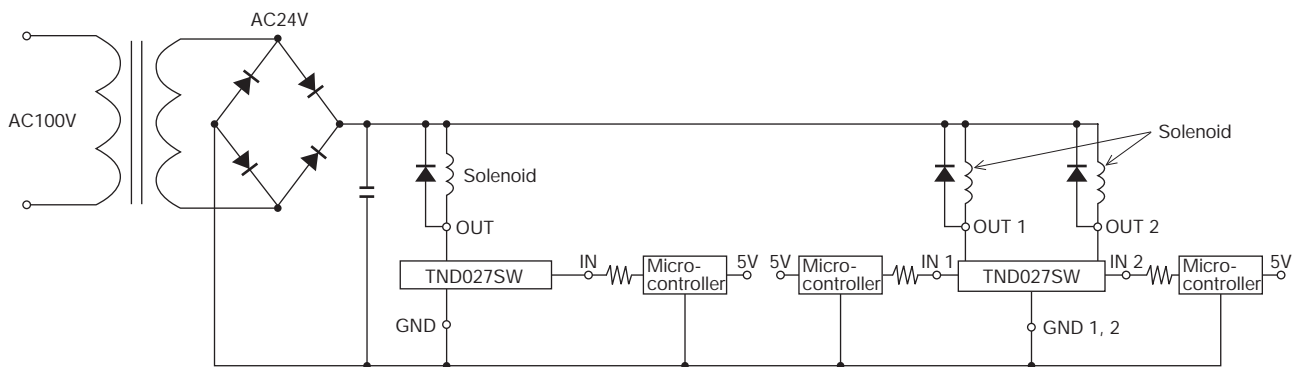 AC24V
AC100V
Solenoid
Solenoid
OUT
OUT 1
OUT 2
TND027SW
IN
Micro-
controller
5V
5V
Micro-
controller
IN 1
TND027SW
IN 2
Micro-
controller
5V
GND
GND 1, 2